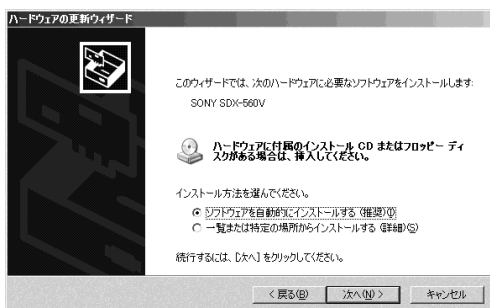 ハードウェアの更新ウィザード
このウィザードでは、次のハードウェアに必要なソフトウェアをインストールします:
SONY SDX-560V
ハードウェアに付属のインストール CD またはフロッピー ディ
スクがある場合は、挿入してください。
インストール方法を選んでください。
ソフトウェアを自動的にインストールする (推奨)(I)
一覧または特定の場所からインストールする (詳細)(S)
続行するには、[次へ] をクリックしてください。
< 戻る(B) 次へ(N) > キャンセル